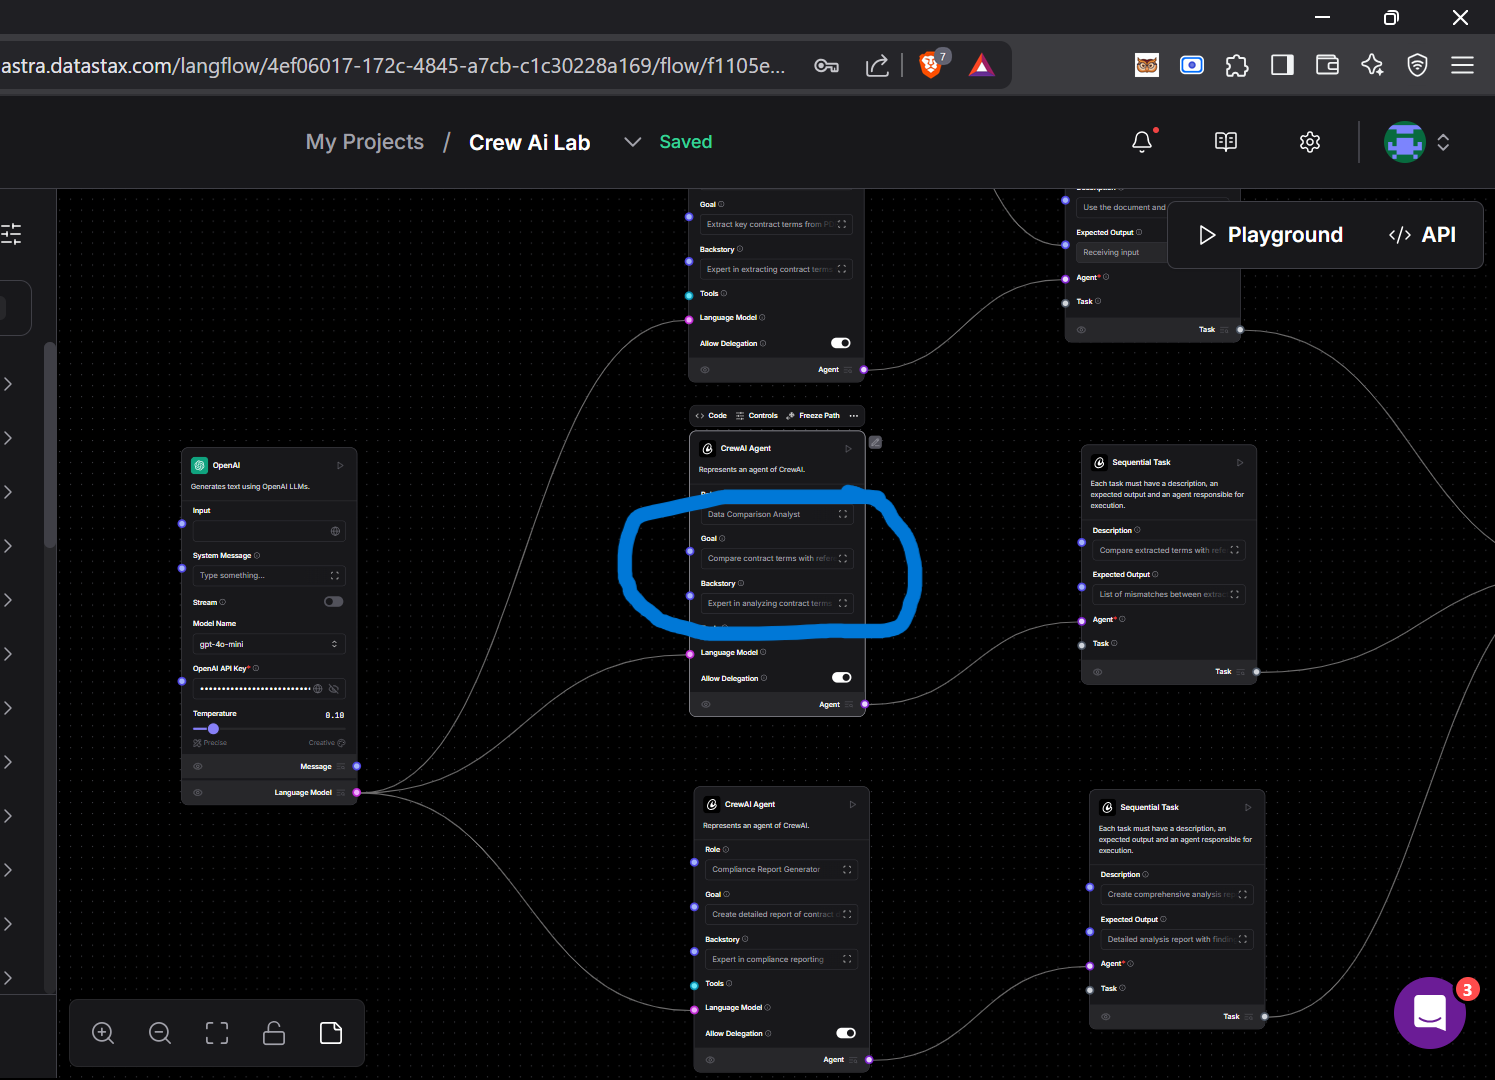 astra.datastax.com/langflow/4ef06017-172c-4845-a7cb-c1c30228a169/flow/f1105e...
7
My Projects / Crew Ai Lab
Saved
Playground
API
Goal
Extract key contract terms from PD
Backstory
Expert in extracting contract terms
Tools
Language Model
Allow Delegation
Agent
Use the document and
Expected Output
Receiving input
Agent*
Task
Task
Code
Controls
Freeze Path
CrewAI Agent
Represents an agent of CrewAI.
Data Comparison Analyst
Goal
Compare contract terms with refer
Backstory
Expert in analyzing contract terms
Language Model
Allow Delegation
Agent
OpenAI
Generates text using OpenAI LLMs.
Input
System Message
Type something...
Stream
Model Name
gpt-4o-mini
OpenAI API Key*
Temperature
0.10
Precise
Creative
Message
Language Model
Sequential Task
Each task must have a description, an
expected output and an agent responsible for
execution.
Description
Compare extracted terms with refe
Expected Output
List of mismatches between extrac
Agent*
Task
Task
CrewAI Agent
Represents an agent of CrewAI.
Role
Compliance Report Generator
Goal
Create detailed report of contract
Backstory
Expert in compliance reporting
Tools
Language Model
Allow Delegation
Agent
Sequential Task
Each task must have a description, an
expected output and an agent responsible for
execution.
Description
Create comprehensive analysis rep
Expected Output
Detailed analysis report with findin
Agent*
Task
Task
3